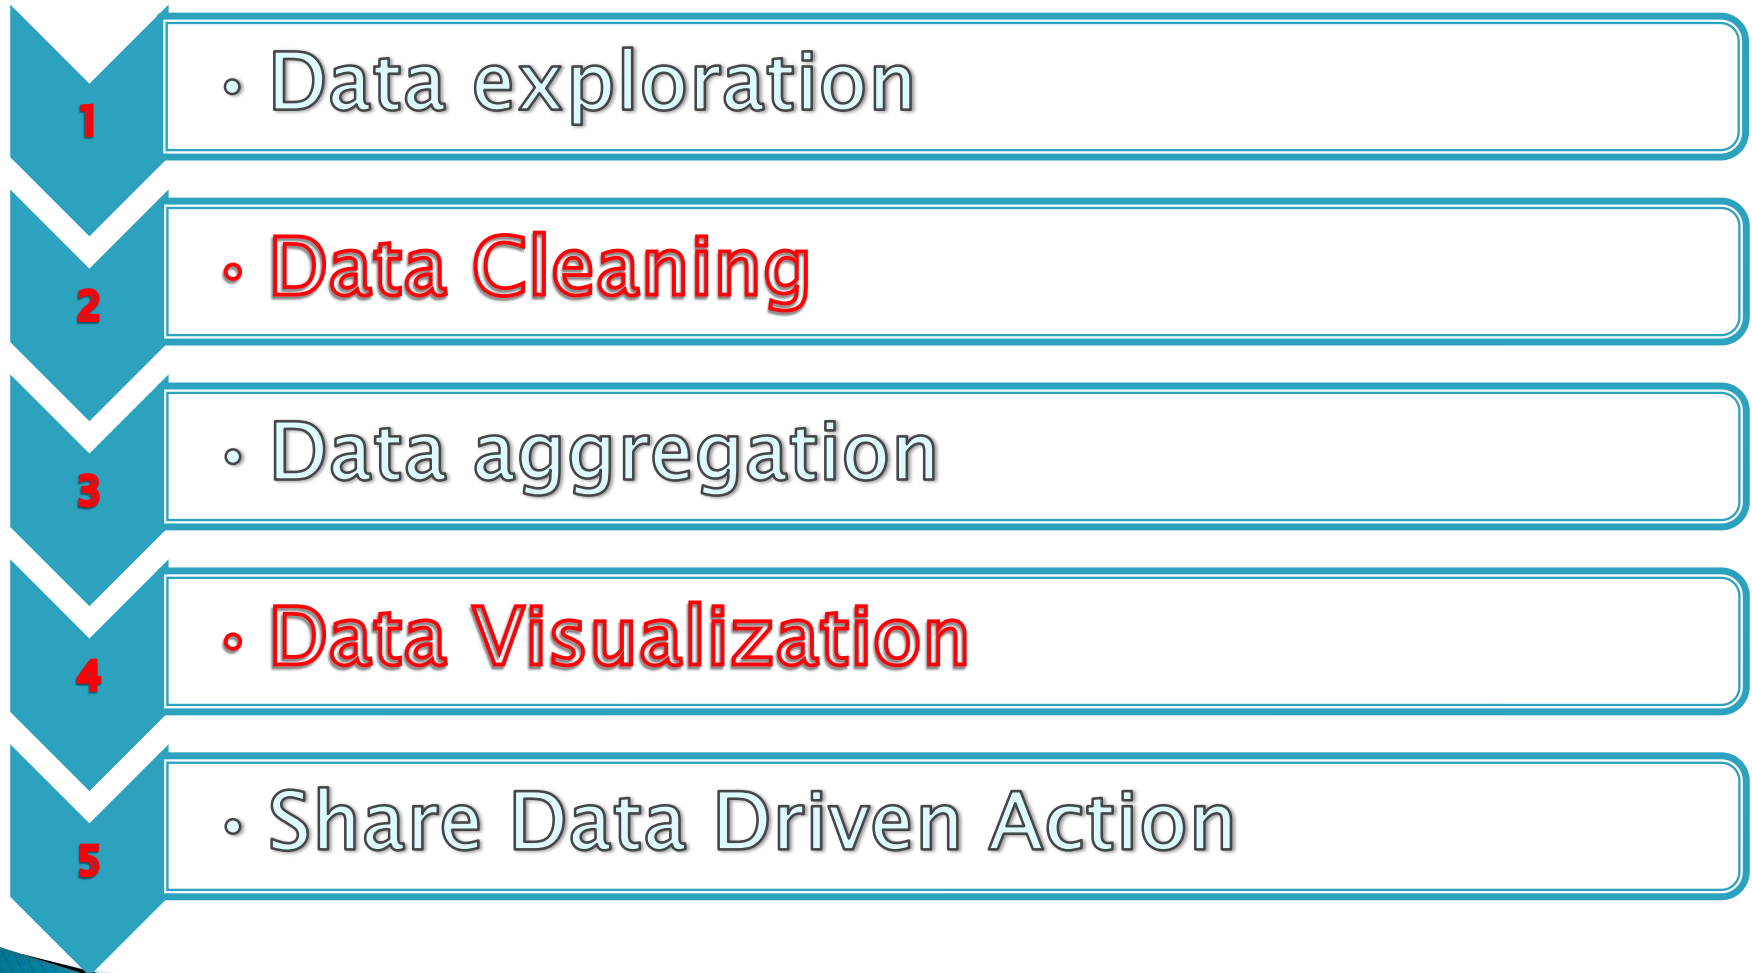 1
• Data exploration
2
• Data Cleaning
3
• Data aggregation
4
• Data Visualization
5
• Share Data Driven Action